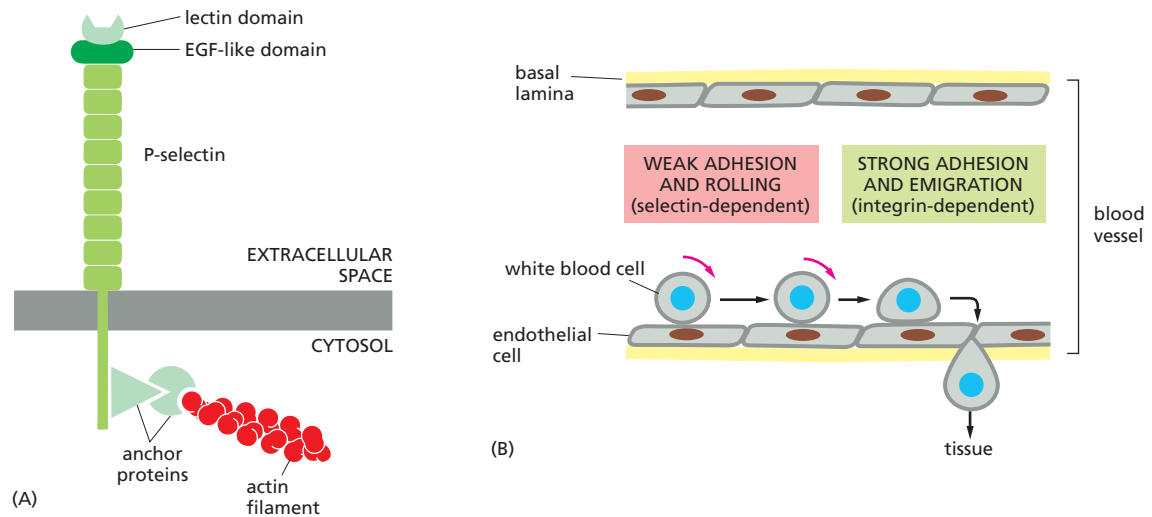 lectin domain
EGF-like domain
P-selectin
EXTRACELLULAR
SPACE
CYTOSOL
anchor
proteins
actin
filament
(A)
basal
lamina
WEAK ADHESION
AND ROLLING
(selectin-dependent)
STRONG ADHESION
AND EMIGRATION
(integrin-dependent)
blood
vessel
white blood cell
endothelial
cell
tissue
(B)